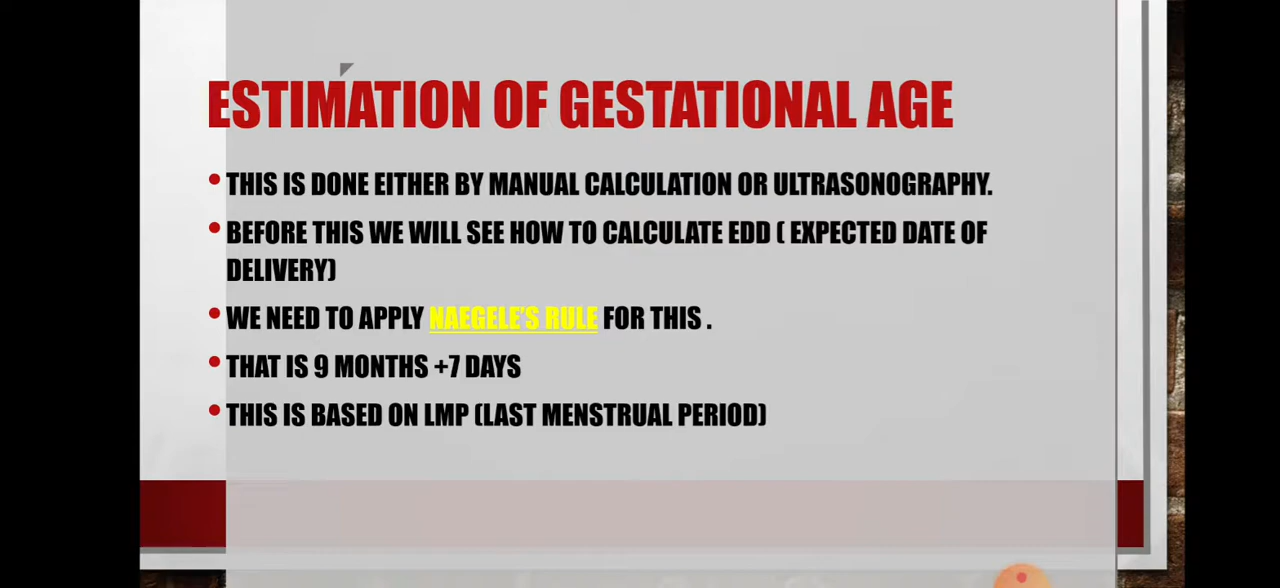 ESTIMATION OF GESTATIONAL AGE
• THIS IS DONE EITHER BY MANUAL CALCULATION OR ULTRASONOGRAPHY.
• BEFORE THIS WE WILL SEE HOW TO CALCULATE EDD ( EXPECTED DATE OF
DELIVERY)
• WE NEED TO APPLY NAEGELE'S RULE FOR THIS .
• THAT IS 9 MONTHS +7 DAYS
• THIS IS BASED ON LMP (LAST MENSTRUAL PERIOD)